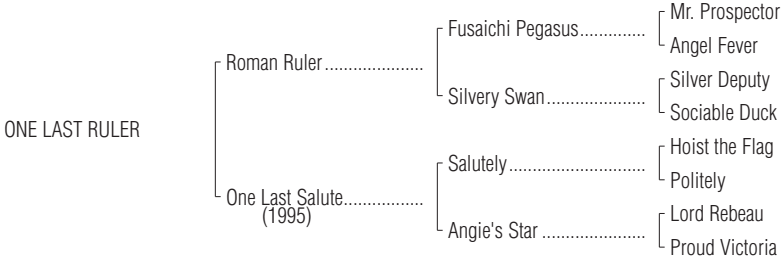 Mr. Prospector
Fusaichi Pegasus..............
Angel Fever
Roman Ruler.....................
Silver Deputy
Silvery Swan.....................
Sociable Duck
ONE LAST RULER
Hoist the Flag
Salutely.............................
Politely
One Last Salute.................
(1995)
Lord Rebeau
Angie's Star ......................
Proud Victoria